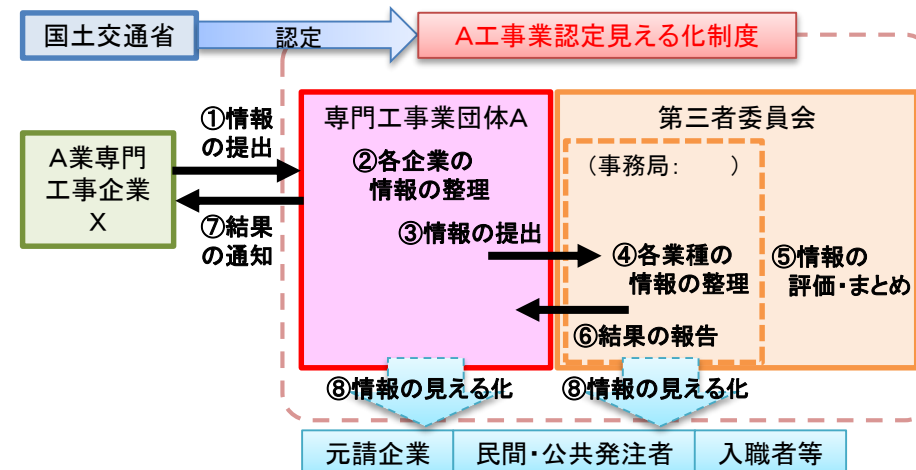 国土交通省
認定
A工事業認定見える化制度
①情報
の提出
A業専門
工事企業
X
⑦結果
の通知
専門工事業団体A
②各企業の
情報の整理
③情報の提出
第三者委員会
(事務局:　　　)
④各業種の
情報の整理
⑤情報の
評価・まとめ
⑥結果の報告
⑧情報の見える化
⑧情報の見える化
元請企業
民間・公共発注者
入職者等